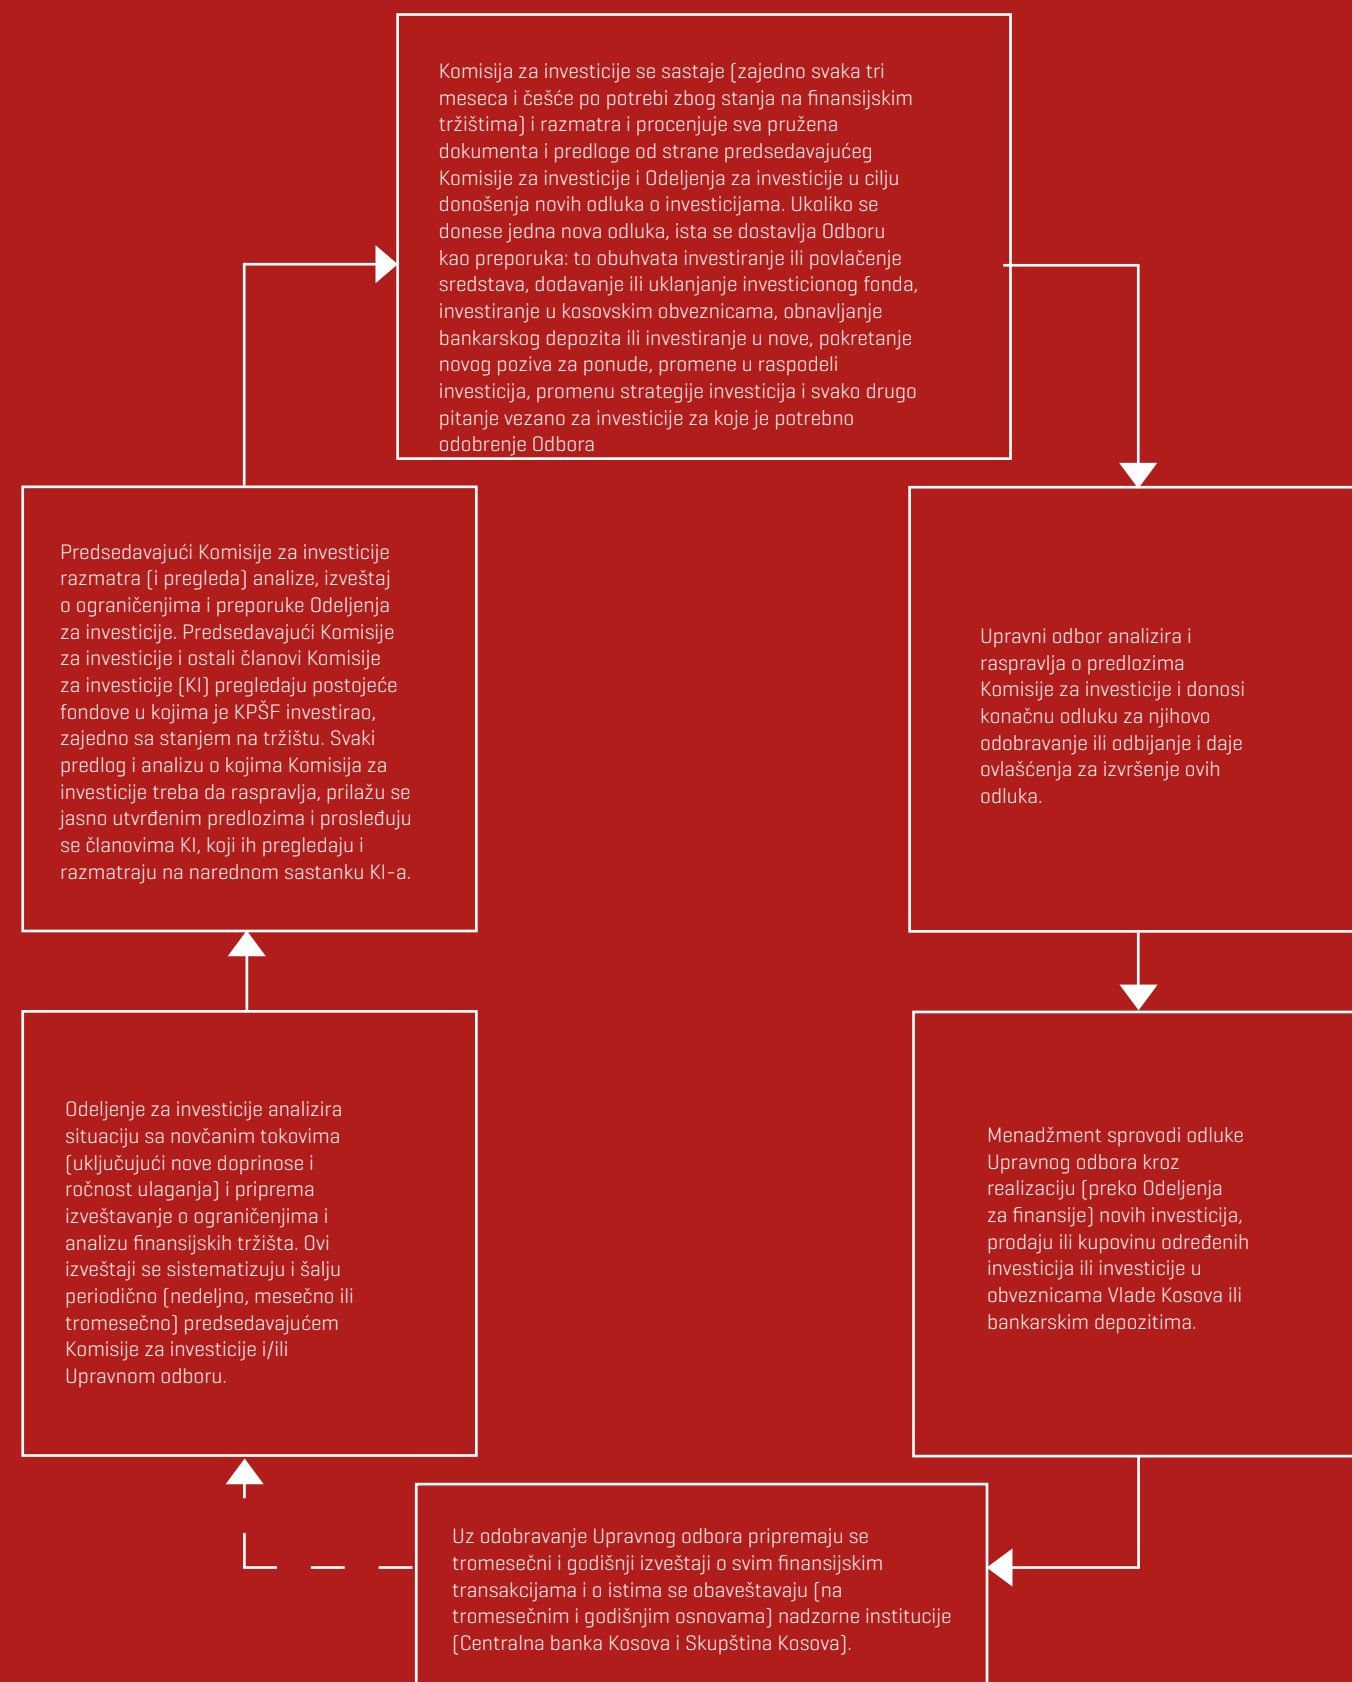 Komisija za investicije se sastaje (zajedno svaka tri
meseca i češće po potrebi zbog stanja na finansijskim
tržištima) i razmatra i procenjuje sva pružena
dokumenta i predloge od strane predsedavajućeg
Komisije za investicije i Odeljenja za investicije u cilju
donošenja novih odluka o investicijama. Ukoliko se
donese jedna nova odluka, ista se dostavlja Odboru
kao preporuka: to obuhvata investiranje ili povlačenje
sredstava, dodavanje ili uklanjanje investicionog fonda,
investiranje u kosovskim obveznicama, obnavljanje
bankarskog depozita ili investiranje u nove, pokretanje
novog poziva za ponude, promene u raspodeli
investicija, promenu strategije investicija i svako drugo
pitanje vezano za investicije za koje je potrebno
odobrenje Odbora
Predsedavajući Komisije za investicije
razmatra (i pregleda) analize, izveštaj
o ograničenjima i preporuke Odeljenja
za investicije. Predsedavajući Komisije
za investicije i ostali članovi Komisije
za investicije (KI) pregledaju postojeće
fondove u kojima je KPŠF investirao,
zajedno sa stanjem na tržištu. Svaki
predlog i analizu o kojima Komisija za
investicije treba da raspravlja, prilažu se
jasno utvrđenim predlozima i prosleđuju
se članovima KI, koji ih pregledaju i
razmatraju na narednom sastanku KI-a.
Upravni odbor analizira i
raspravlja o predlozima
Komisije za investicije i donosi
konačnu odluku za njihovo
odobravanje ili odbijanje i daje
ovlašćenja za izvršenje ovih
odluka.
Odeljenje za investicije analizira
situaciju sa novčanim tokovima
(uključujući nove doprinose i
ročnost ulaganja) i priprema
izveštavanje o ograničenjima i
analizu finansijskih tržišta. Ovi
izveštaji se sistematizuju i šalju
periodično (nedeljno, mesečno ili
tromesečno) predsedavajućem
Komisije za investicije i/ili
Upravnom odboru.
Menadžment sprovodi odluke
Upravnog odbora kroz
realizaciju (preko Odeljenja
za finansije) novih investicija,
prodaju ili kupovinu određenih
investicija ili investicije u
obveznicama Vlade Kosova ili
bankarskim depozitima.
Uz odobravanje Upravnog odbora pripremaju se
tromesečni i godišnji izveštaji o svim finansijskim
transakcijama i o istima se obaveštavaju (na
tromesečnim i godišnjim osnovama) nadzorne institucije
(Centralna banka Kosova i Skupština Kosova).